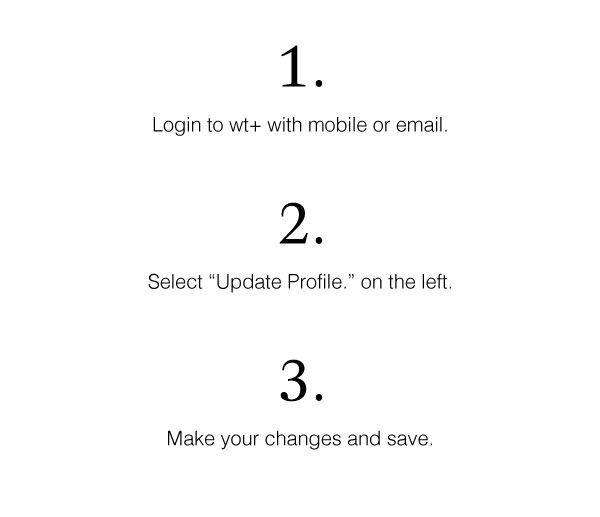 1.
Login to wt+ with mobile or email.
2.
Select “Update Profile.” on the left.
3.
Make your changes and save.